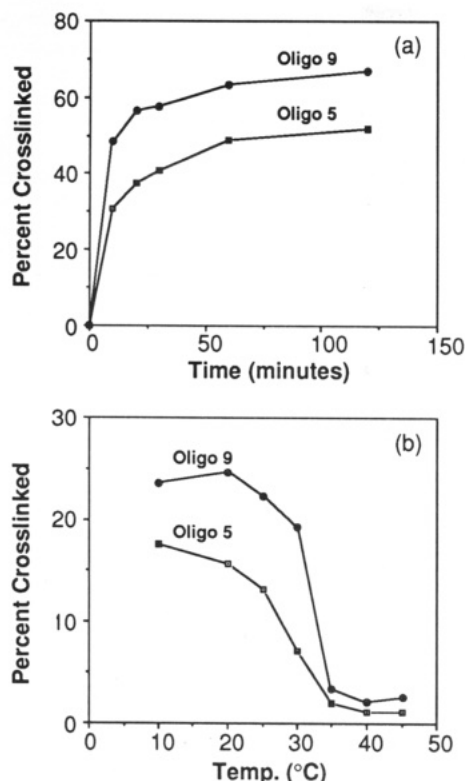 80
(a)
Oligo 9
60
Oligo 5
40
20
0
Percent Crosslinked
0 50 100 150
Time (minutes)
30
(b)
Oligo 9
20
Oligo 5
10
0
Percent Crosslinked
0 10 20 30 40 50
Temp. (°C)